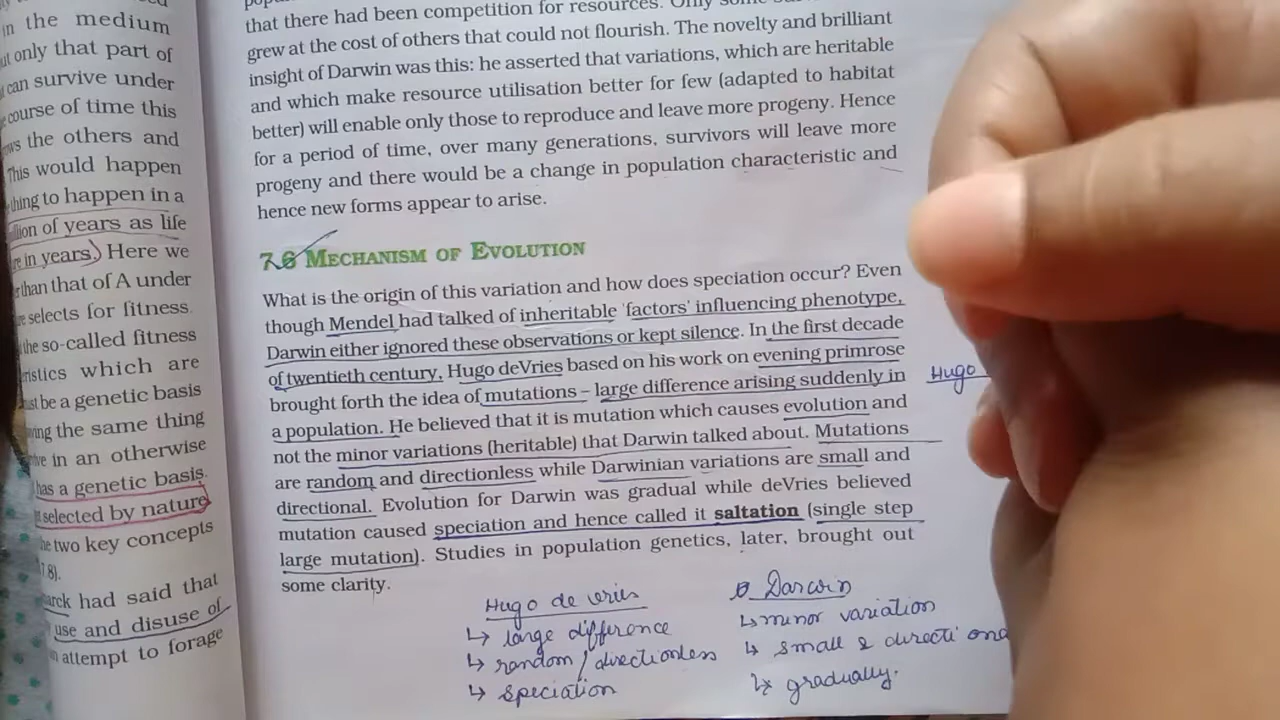 in the medium
only that part of
can survive under
course of time this
the others and
This would happen
thing to happen in a
of years as life
in years) Here we
than that of A under
selects for fitness.
the so-called fitness
which are
be a genetic basis
the same thing
in an otherwise
has a genetic basis.
selected by nature
two key concepts
7.8).
had said that
use and disuse of
attempt to forage
that there had been competition for resources. Only some
grew at the cost of others that could not flourish. The novelty and brilliant
insight of Darwin was this: he asserted that variations, which are heritable
and which make resource utilisation better for few (adapted to habitat
better) will enable only those to reproduce and leave more progeny. Hence
for a period of time, over many generations, survivors will leave more
progeny and there would be a change in population characteristic and
hence new forms appear to arise.
7.6 MECHANISM OF EVOLUTION
What is the origin of this variation and how does speciation occur? Even
though Mendel had talked of inheritable 'factors' influencing phenotype,
Darwin either ignored these observations or kept silence. In the first decade
of twentieth century, Hugo deVries based on his work on evening primrose
brought forth the idea of mutations – large difference arising suddenly in
a population. He believed that it is mutation which causes evolution and
not the minor variations (heritable) that Darwin talked about. Mutations
are random and directionless while Darwinian variations are small and
directional. Evolution for Darwin was gradual while deVries believed
mutation caused speciation and hence called it saltation (single step
large mutation). Studies in population genetics, later, brought out
some clarity.
Hugo
Hugo de vries
↳ large difference
↳ random / directionless
↳ speciation
Darwin
↳ minor variation
↳ small &
↳ gradually.